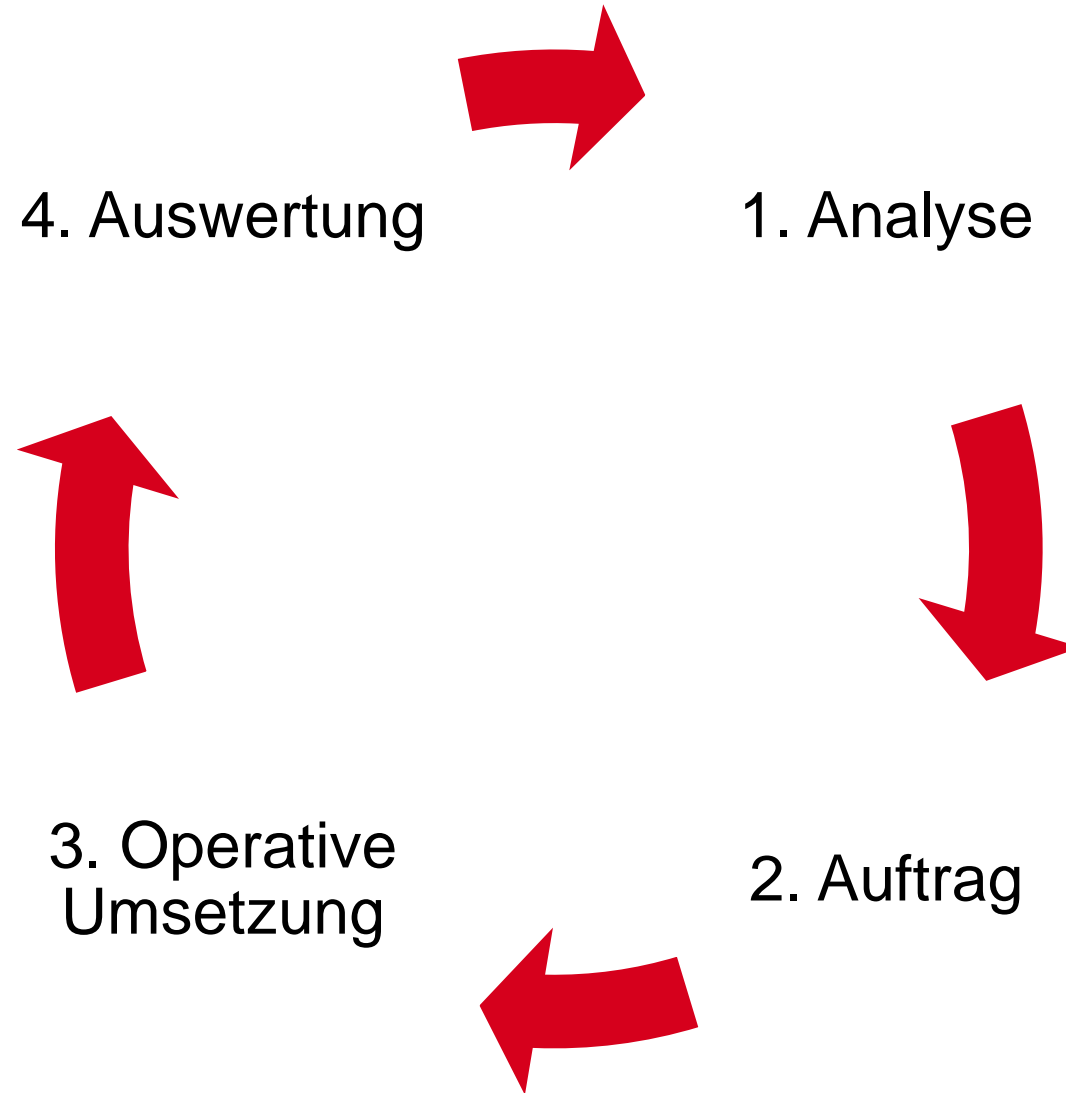 4. Auswertung
1. Analyse
3. Operative
Umsetzung
2. Auftrag